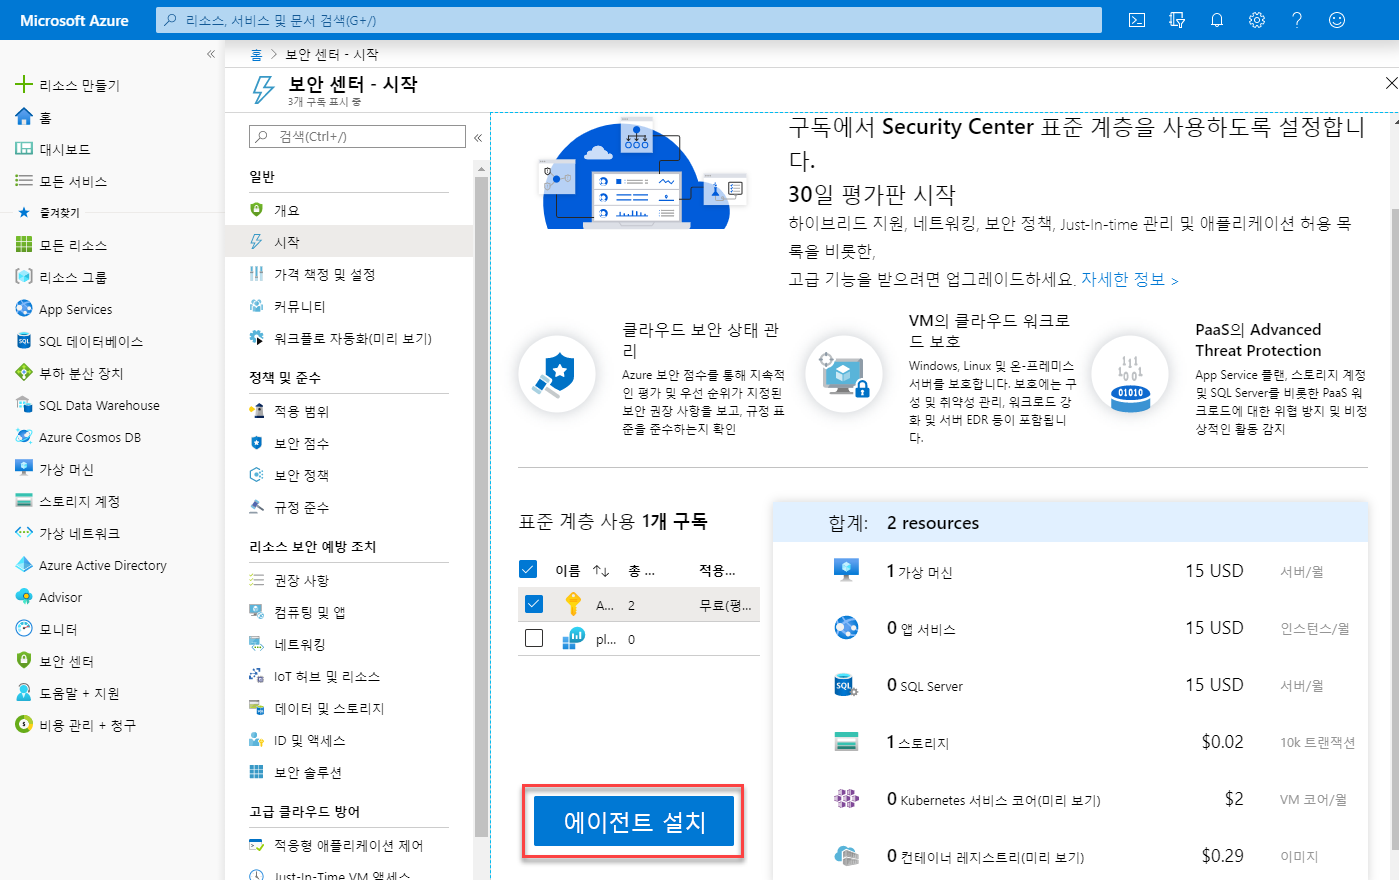 Microsoft Azure
리소스, 서비스 및 문서 검색(G+/)
홈 > 보안 센터 - 시작
보안 센터 - 시작
3개 구독 표시 중
리소스 만들기
홈
대시보드
모든 서비스
즐겨찾기
모든 리소스
리소스 그룹
App Services
SQL 데이터베이스
부하 분산 장치
SQL Data Warehouse
Azure Cosmos DB
가상 머신
스토리지 계정
가상 네트워크
Azure Active Directory
Advisor
모니터
보안 센터
도움말 + 지원
비용 관리 + 청구
검색(Ctrl+/)
일반
개요
시작
가격 책정 및 설정
커뮤니티
워크플로 자동화(미리 보기)
정책 및 준수
적용 범위
보안 점수
보안 정책
규정 준수
리소스 보안 예방 조치
권장 사항
컴퓨팅 및 앱
네트워킹
IoT 허브 및 리소스
데이터 및 스토리지
ID 및 액세스
보안 솔루션
고급 클라우드 방어
적응형 애플리케이션 제어
Just-In-Time VM 액세스
구독에서 Security Center 표준 계층을 사용하도록 설정합니
다.
30일 평가판 시작
하이브리드 지원, 네트워킹, 보안 정책, Just-In-time 관리 및 애플리케이션 허용 목
록을 비롯한,
고급 기능을 받으려면 업그레이드하세요. 자세한 정보 >
클라우드 보안 상태 관
리
Azure 보안 점수를 통해 지속적
인 평가 및 우선 순위가 지정된
보안 권장 사항을 보고, 규정 표
준을 준수하는지 확인
VM의 클라우드 워크로
드 보호
Windows, Linux 및 온-프레미스
서버를 보호합니다. 보호에는 구
성 및 취약성 관리, 워크로드 강
화 및 서버 EDR 등이 포함됩니
다.
01010
PaaS의 Advanced
Threat Protection
App Service 플랜, 스토리지 계정
및 SQL Server를 비롯한 PaaS 워
크로드에 대한 위협 방지 및 비정
상적인 활동 감지
표준 계층 사용 1개 구독
이름 ↑↓ 총 ... 적용...
A... 2 무료(평...
pl... 0
에이전트 설치
합계: 2 resources
1 가상 머신 15 USD 서버/월
0 앱 서비스 15 USD 인스턴스/월
SQL 0 SQL Server 15 USD 서버/월
1 스토리지 $0.02 10k 트랜잭션
0 Kubernetes 서비스 코어(미리 보기) $2 VM 코어/월
0 컨테이너 레지스트리(미리 보기) $0.29 이미지